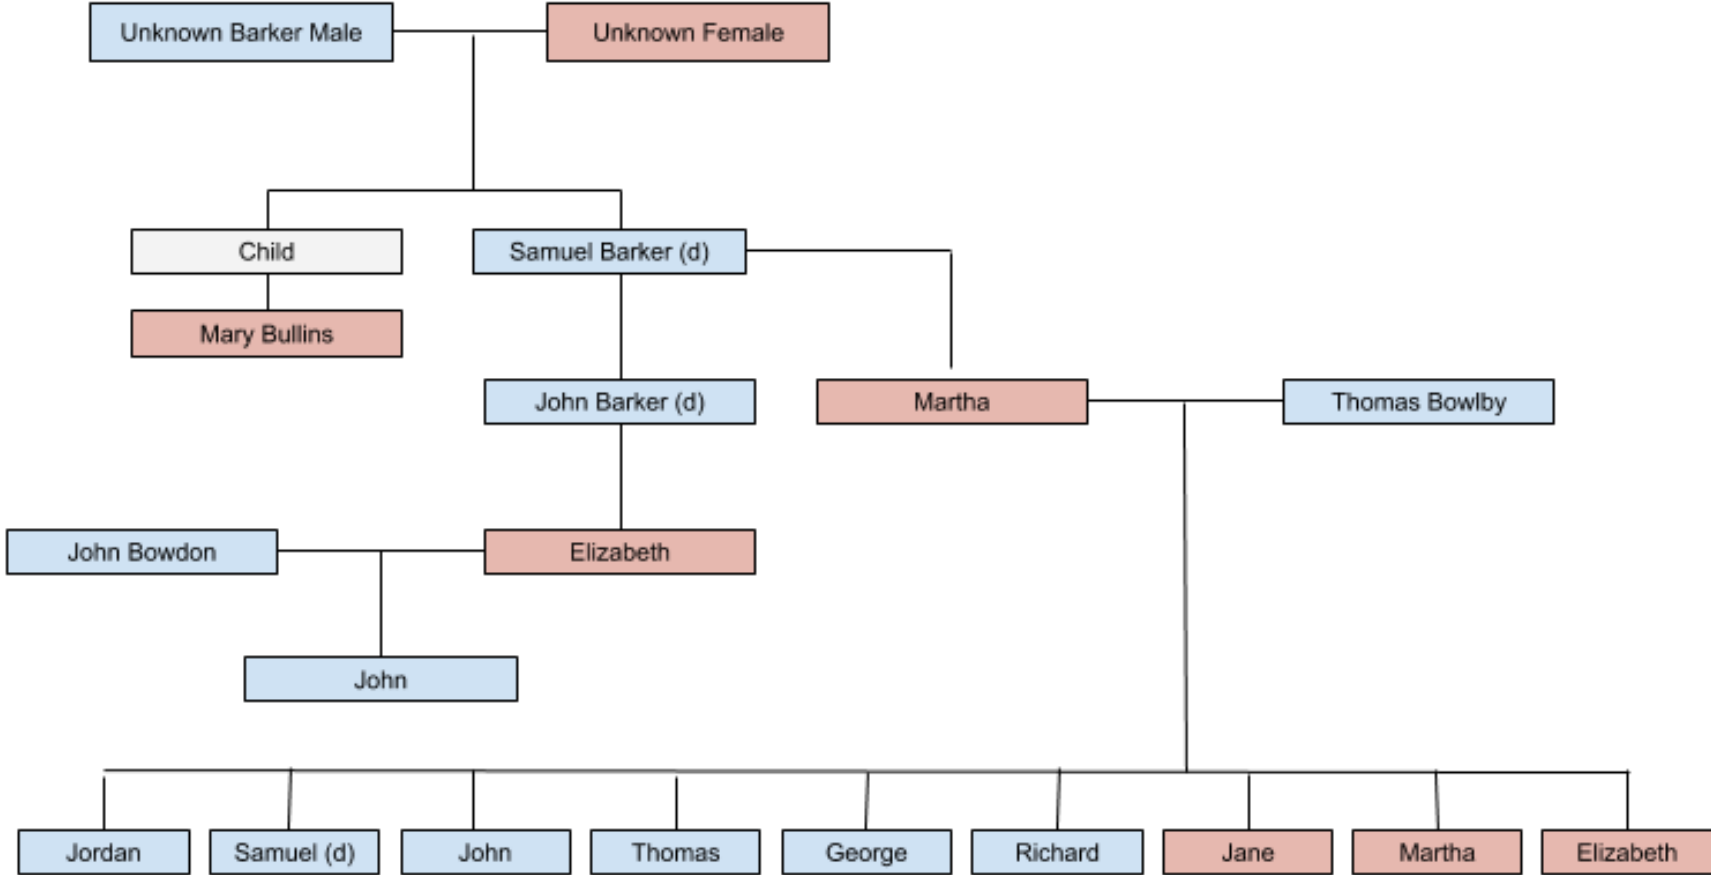 Unknown Barker Male
Unknown Female
Child
Samuel Barker (d)
Mary Bullins
John Barker (d)
Martha
Thomas Bowlby
John Bowdon
Elizabeth
John
Jordan
Samuel (d)
John
Thomas
George
Richard
Jane
Martha
Elizabeth